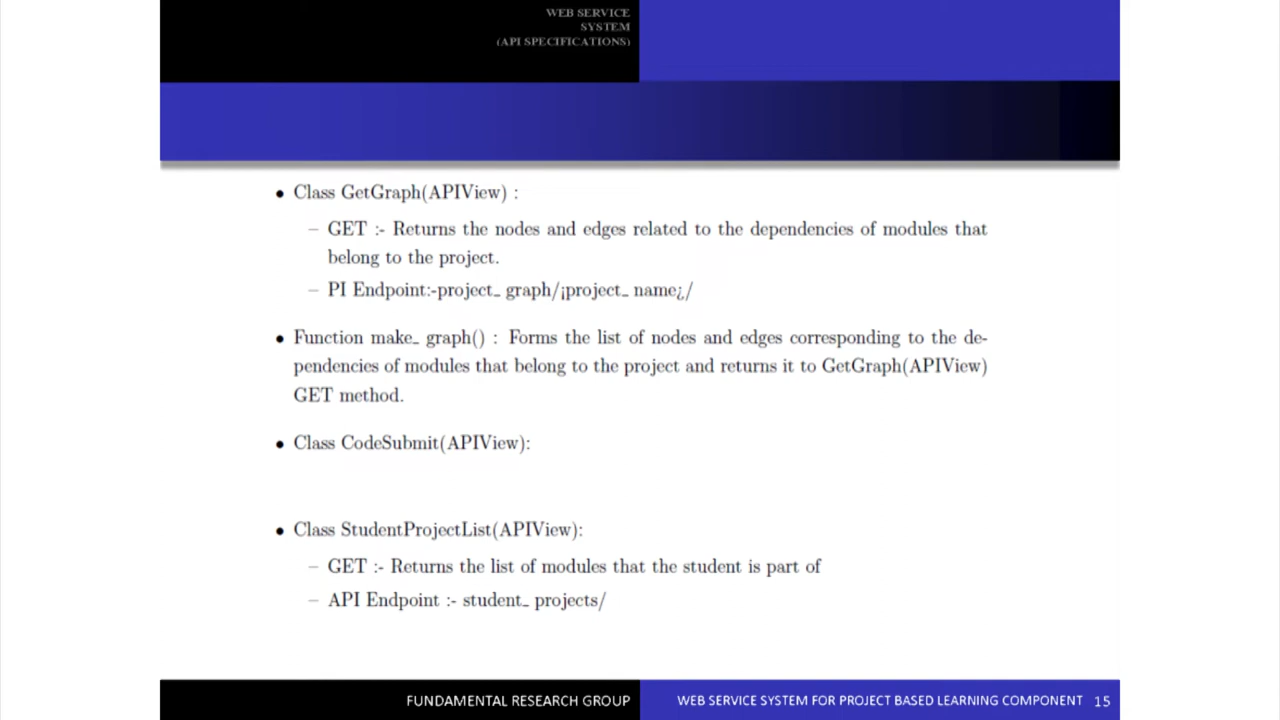 WEB SERVICE
SYSTEM
(API SPECIFICATIONS)
• Class GetGraph(APIView) :
– GET :- Returns the nodes and edges related to the dependencies of modules that
belong to the project.
– PI Endpoint:-project_ graph/¡project_ name¿/
• Function make_ graph() : Forms the list of nodes and edges corresponding to the de-
pendencies of modules that belong to the project and returns it to GetGraph(APIView)
GET method.
• Class CodeSubmit(APIView):
• Class StudentProjectList(APIView):
– GET :- Returns the list of modules that the student is part of
– API Endpoint :- student_ projects/
FUNDAMENTAL RESEARCH GROUP
WEB SERVICE SYSTEM FOR PROJECT BASED LEARNING COMPONENT 15